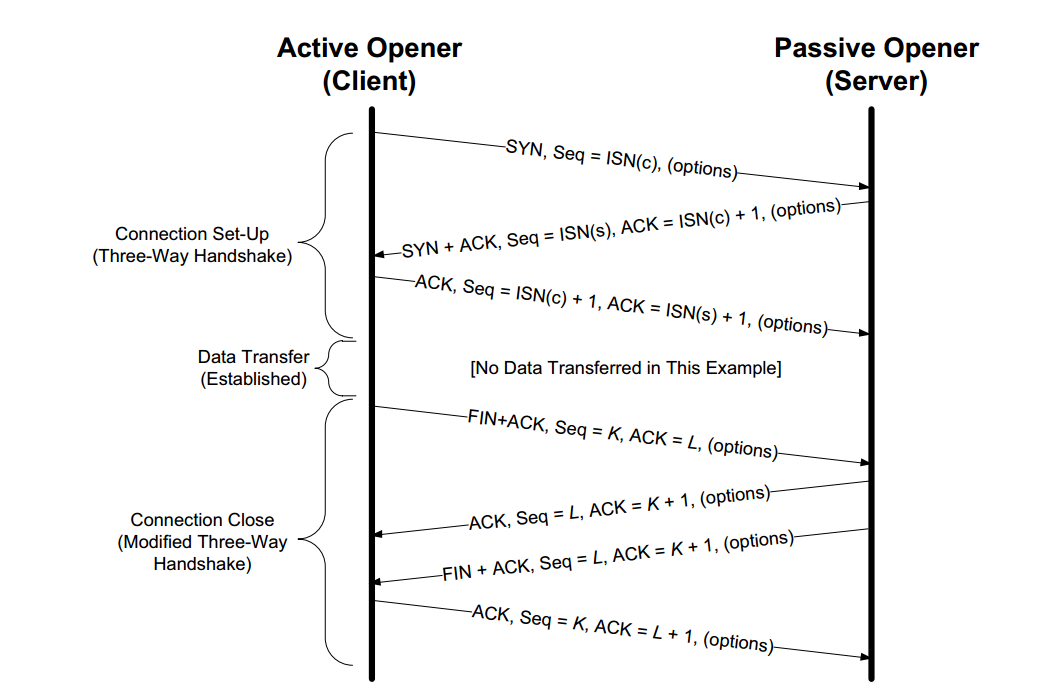 Active Opener
(Client)
Passive Opener
(Server)
SYN, Seq = ISN(c), (options)
SYN + ACK, Seq = ISN(s), ACK = ISN(c) + 1, (options)
Connection Set-Up
(Three-Way Handshake)
ACK, Seq = ISN(c) + 1, ACK = ISN(s) + 1, (options)
Data Transfer
(Established)
[No Data Transferred in This Example]
FIN+ACK, Seq = K, ACK = L, (options)
ACK, Seq = L, ACK = K + 1, (options)
Connection Close
(Modified Three-Way
Handshake)
FIN + ACK, Seq = L, ACK = K + 1, (options)
ACK, Seq = K, ACK = L + 1, (options)